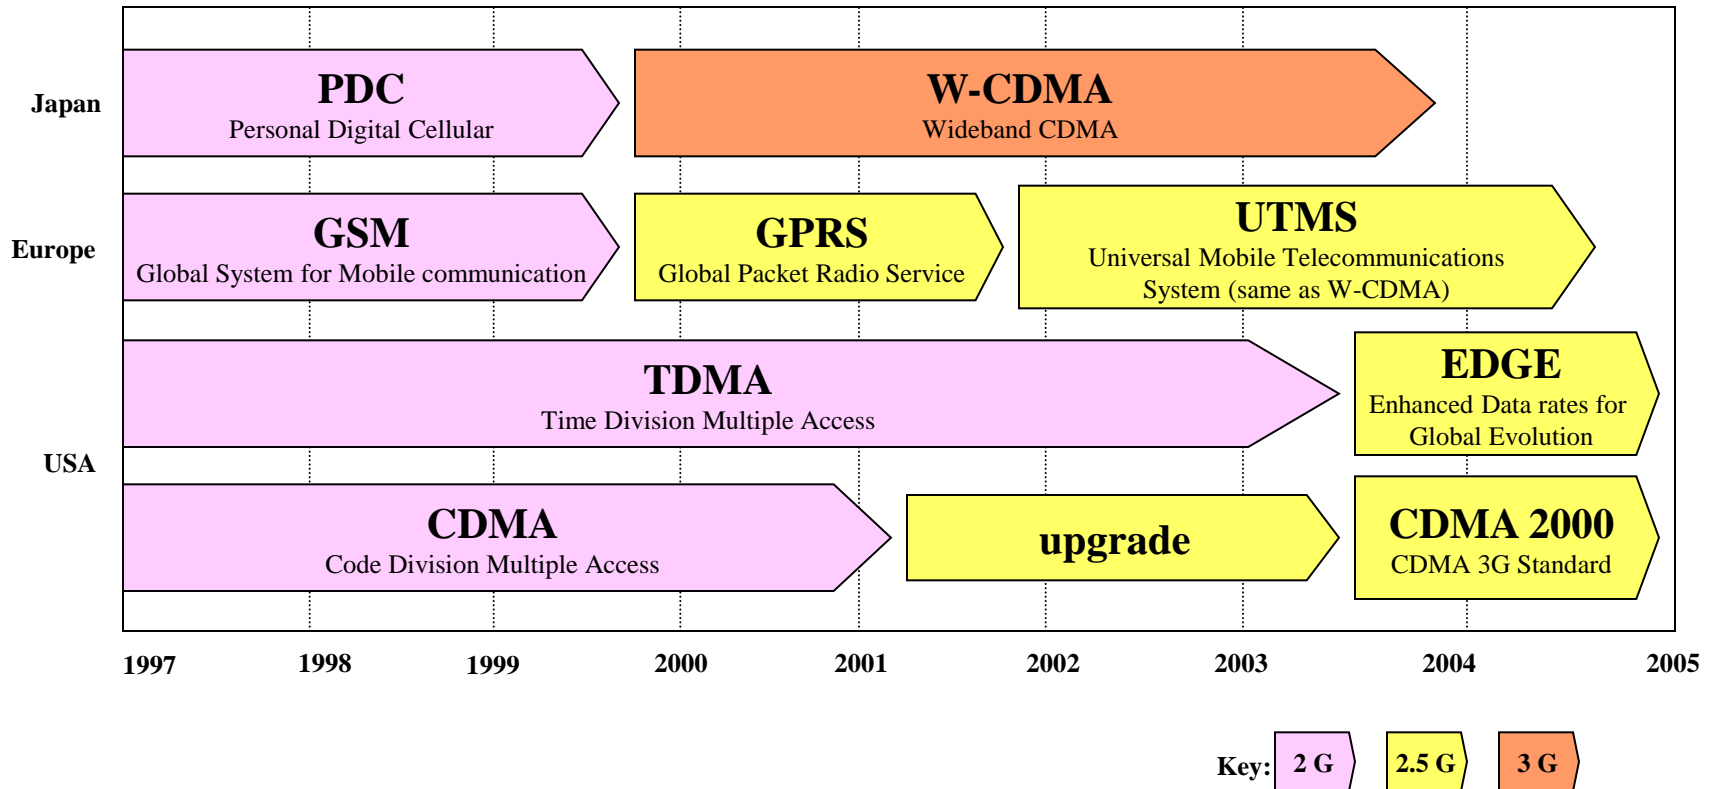 Japan
PDC
Personal Digital Cellular
W-CDMA
Wideband CDMA
Europe
GSM
Global System for Mobile communication
GPRS
Global Packet Radio Service
UTMS
Universal Mobile Telecommunications
System (same as W-CDMA)
USA
TDMA
Time Division Multiple Access
EDGE
Enhanced Data rates for
Global Evolution
CDMA
Code Division Multiple Access
upgrade
CDMA 2000
CDMA 3G Standard
1997 1998 1999 2000 2001 2002 2003 2004 2005
Key: 2 G 2.5 G 3 G